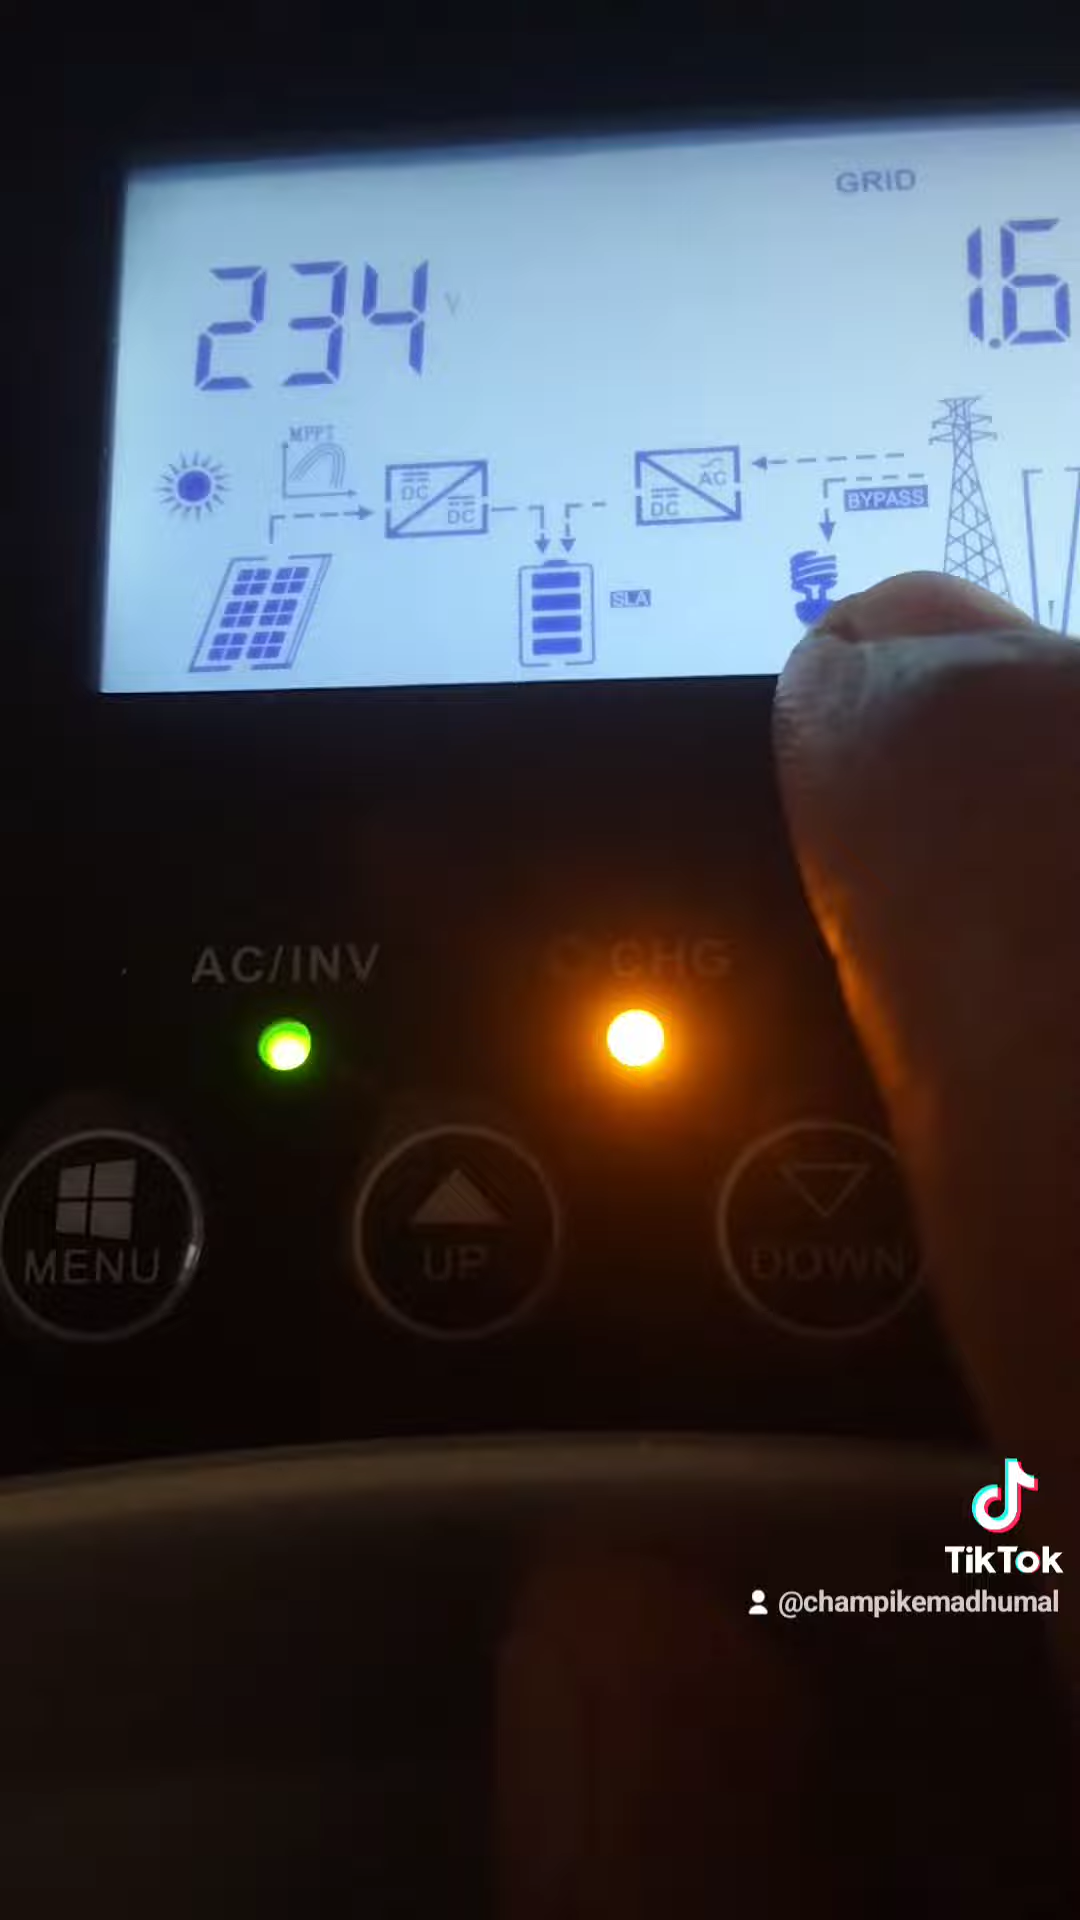 GRID
234 V
1.6
MPPT
DC
DC
AC
DC
BYPASS
SLA
AC/INV
CHG
MENU
UP
DOWN
TikTok
@champikemadhumal